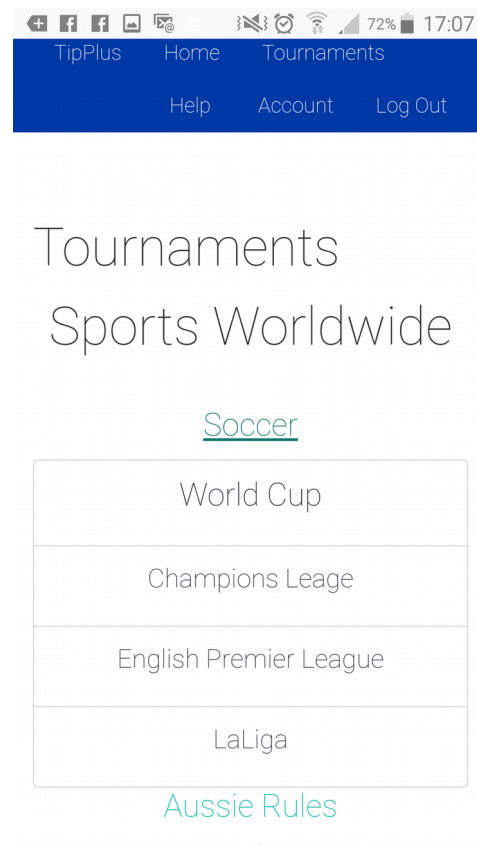 72% 17:07
TipPlus Home Tournaments
Help Account Log Out
Tournaments
Sports Worldwide
Soccer
World Cup
Champions Leage
English Premier League
LaLiga
Aussie Rules